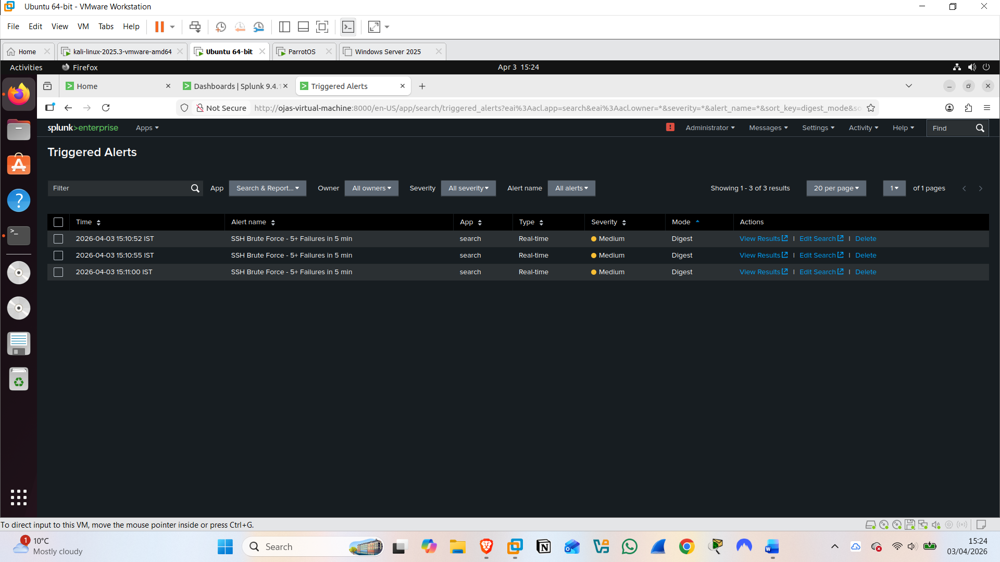 Ubuntu 64-bit - VMware Workstation
File Edit View VM Tabs Help
Home kali-linux-2025.3-vmware-amd64 Ubuntu 64-bit ParrotOS Windows Server 2025
Activities Firefox Apr 3 15:24
Home Dashboards | Splunk 9.4.1 Triggered Alerts
Not Secure http://ojas-virtual-machine:8000/en-US/app/search/triggered_alerts?eai%3Aacl.app=search&eai%3Aacl.owner=*&severity=*&alert_name=*&sort_key=digest_mode&so
splunk>enterprise Apps Administrator Messages Settings Activity Help Find
Triggered Alerts
Filter App Search & Report... Owner All owners Severity All severity Alert name All alerts Showing 1 - 3 of 3 results 20 per page 1 of 1 pages
Time Alert name App Type Severity Mode Actions
2026-04-03 15:10:52 IST SSH Brute Force - 5+ Failures in 5 min search Real-time Medium Digest View Results | Edit Search | Delete
2026-04-03 15:10:55 IST SSH Brute Force - 5+ Failures in 5 min search Real-time Medium Digest View Results | Edit Search | Delete
2026-04-03 15:11:00 IST SSH Brute Force - 5+ Failures in 5 min search Real-time Medium Digest View Results | Edit Search | Delete
To direct input to this VM, move the mouse pointer inside or press Ctrl+G.
1 10°C
Mostly cloudy
Search
15:24
03/04/2026